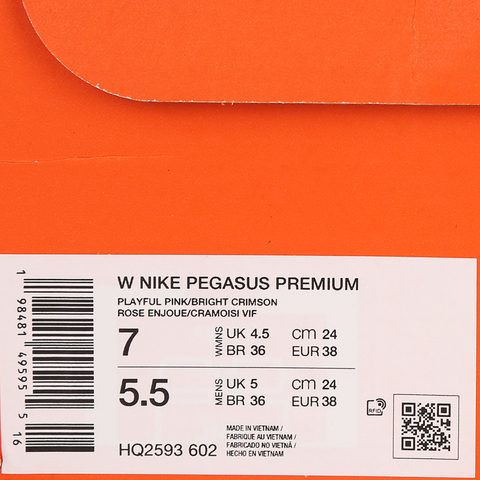 W NIKE PEGASUS PREMIUM
PLAYFUL PINK/BRIGHT CRIMSON
ROSE ENJOUE/CRAMOISI VIF
7 WMNS UK 4.5 cm 24
BR 36 EUR 38
5.5 MENS UK 5 cm 24
BR 36 EUR 38
HQ2593 602
MADE IN VIETNAM /
FABRIQUE AU VIETNAM /
FABRICADO NO VIETNÃ /
HECHO EN VIETNAM
RFID
1 98481 49595 5 16